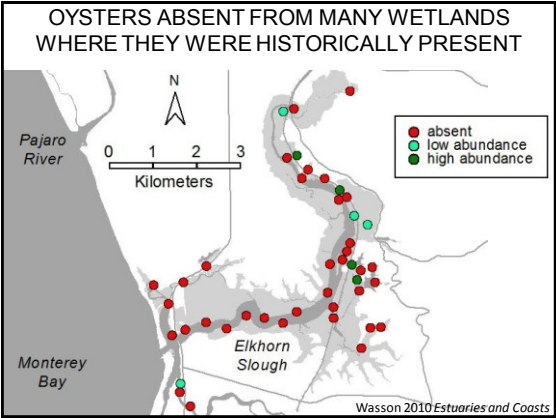 OYSTERS ABSENT FROM MANY WETLANDS
WHERE THEY WERE HISTORICALLY PRESENT
N
Pajaro
River
0 1 2 3
Kilometers
absent
low abundance
high abundance
Elkhorn
Slough
Monterey
Bay
Wasson 2010 Estuaries and Coasts